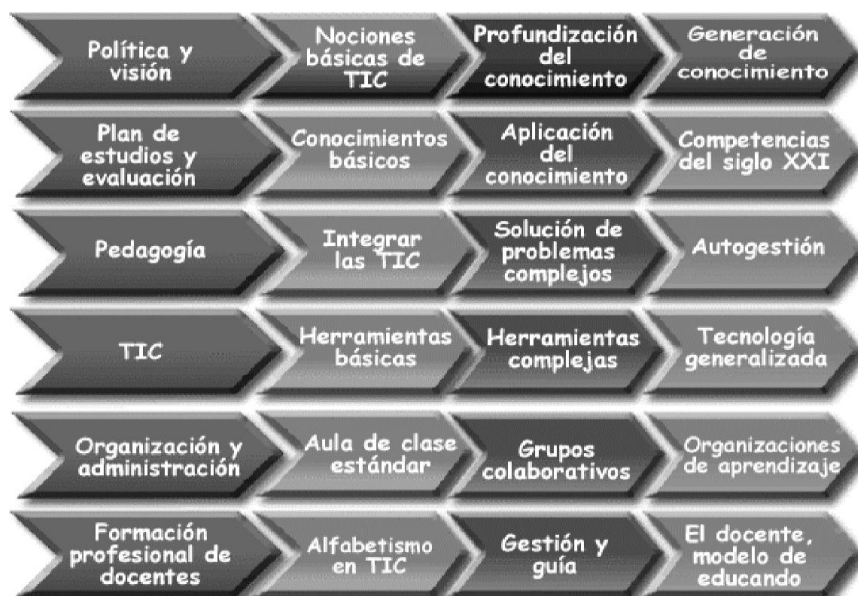 Política y
visión
Nociones
básicas de
TIC
Profundización
del
conocimiento
Generación
de
conocimiento
Plan de
estudios y
evaluación
Conocimientos
básicos
Aplicación
del
conocimiento
Competencias
del siglo XXI
Pedagogía
Integrar
las TIC
Solución de
problemas
complejos
Autogestión
TIC
Herramientas
básicas
Herramientas
complejas
Tecnología
generalizada
Organización y
administración
Aula de clase
estándar
Grupos
colaborativos
Organizaciones
de aprendizaje
Formación
profesional de
docentes
Alfabetismo
en TIC
Gestión y
guía
El docente,
modelo de
educando